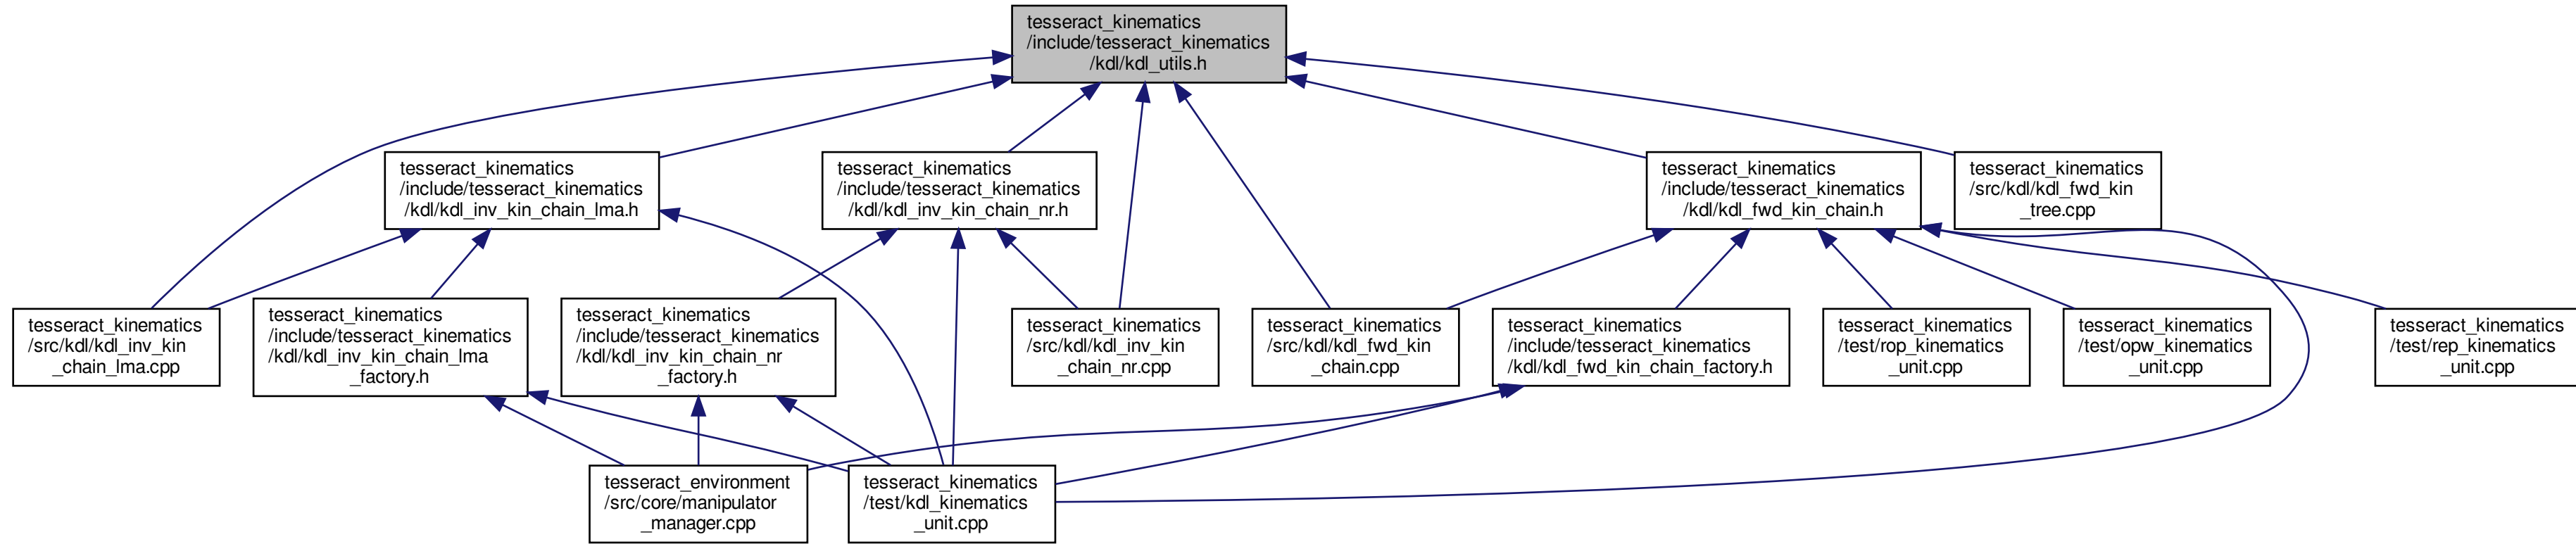 tesseract_kinematics
/include/tesseract_kinematics
/kdl/kdl_utils.h
tesseract_kinematics
/include/tesseract_kinematics
/kdl/kdl_inv_kin_chain_lma.h
tesseract_kinematics
/include/tesseract_kinematics
/kdl/kdl_inv_kin_chain_nr.h
tesseract_kinematics
/include/tesseract_kinematics
/kdl/kdl_fwd_kin_chain.h
tesseract_kinematics
/src/kdl/kdl_fwd_kin
_tree.cpp
tesseract_kinematics
/src/kdl/kdl_inv_kin
_chain_lma.cpp
tesseract_kinematics
/include/tesseract_kinematics
/kdl/kdl_inv_kin_chain_lma
_factory.h
tesseract_kinematics
/include/tesseract_kinematics
/kdl/kdl_inv_kin_chain_nr
_factory.h
tesseract_kinematics
/src/kdl/kdl_inv_kin
_chain_nr.cpp
tesseract_kinematics
/src/kdl/kdl_fwd_kin
_chain.cpp
tesseract_kinematics
/include/tesseract_kinematics
/kdl/kdl_fwd_kin_chain_factory.h
tesseract_kinematics
/test/rop_kinematics
_unit.cpp
tesseract_kinematics
/test/opw_kinematics
_unit.cpp
tesseract_kinematics
/test/rep_kinematics
_unit.cpp
tesseract_environment
/src/core/manipulator
_manager.cpp
tesseract_kinematics
/test/kdl_kinematics
_unit.cpp